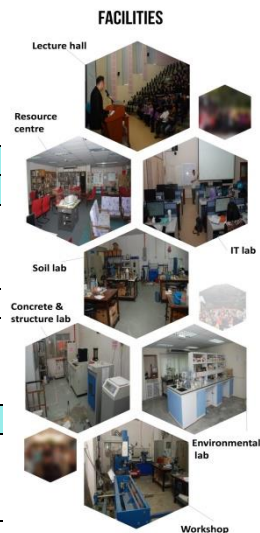 FACILITIES
Lecture hall
Resource
centre
IT lab
Soil lab
Concrete &
structure lab
Environmental
lab
Workshop